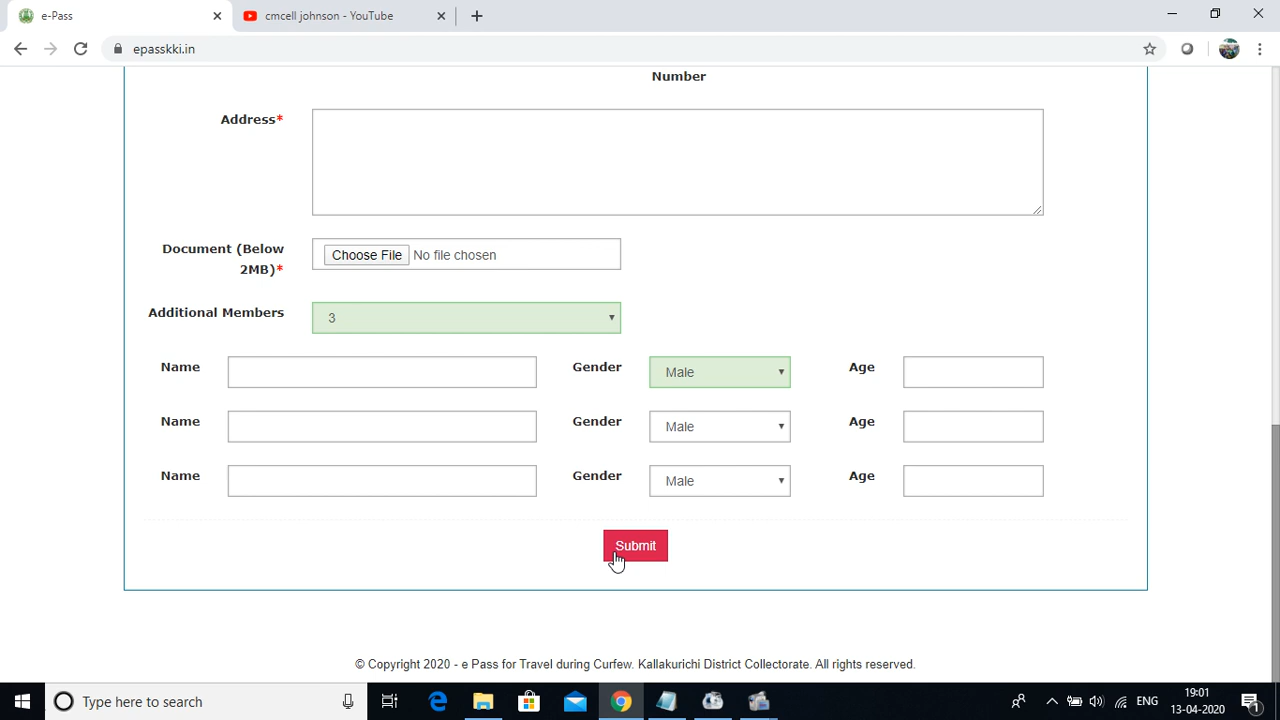 e-Pass
cmcell johnson - YouTube
epasskki.in
Number
Address*
Document (Below
2MB)*
Choose File No file chosen
Additional Members
3
Name
Gender
Male
Age
Name
Gender
Male
Age
Name
Gender
Male
Age
Submit
© Copyright 2020 - e Pass for Travel during Curfew. Kallakurichi District Collectorate. All rights reserved.
Type here to search
ENG
19:01
13-04-2020
1